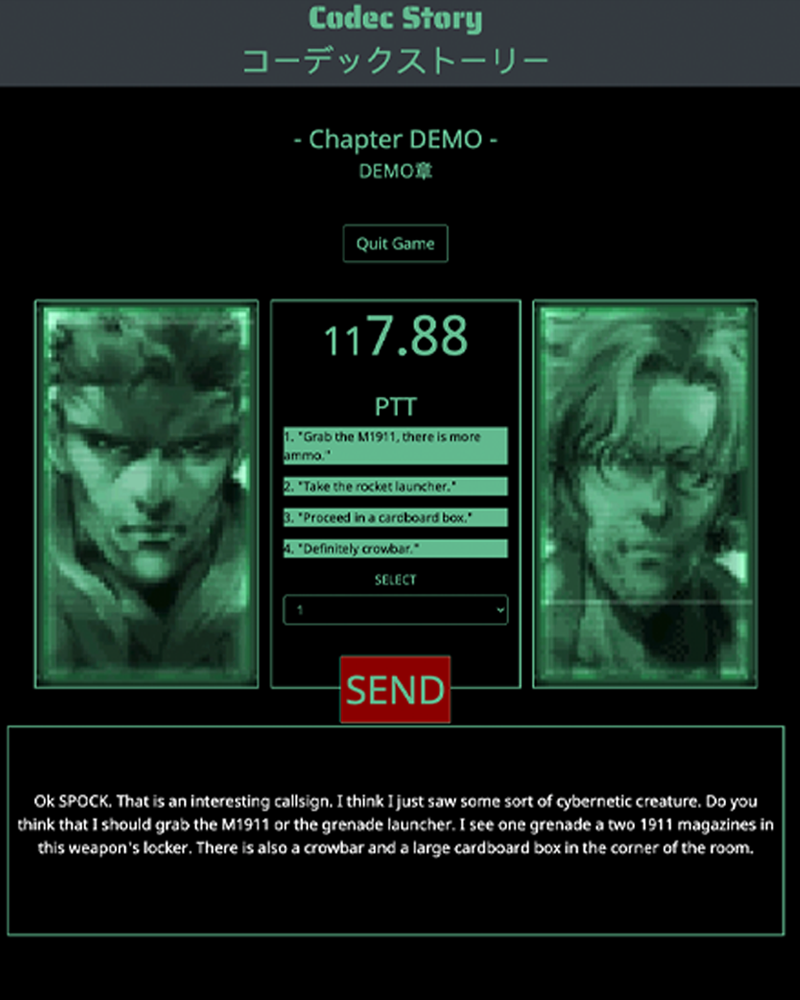 Codec Story
コーデックストーリー
- Chapter DEMO -
DEMO章
Quit Game
117.88
PTT
1. "Grab the M1911, there is more
ammo."
2. "Take the rocket launcher."
3. "Proceed in a cardboard box."
4. "Definitely crowbar."
SELECT
1
SEND
Ok SPOCK. That is an interesting callsign. I think I just saw some sort of cybernetic creature. Do you
think that I should grab the M1911 or the grenade launcher. I see one grenade a two 1911 magazines in
this weapon's locker. There is also a crowbar and a large cardboard box in the corner of the room.